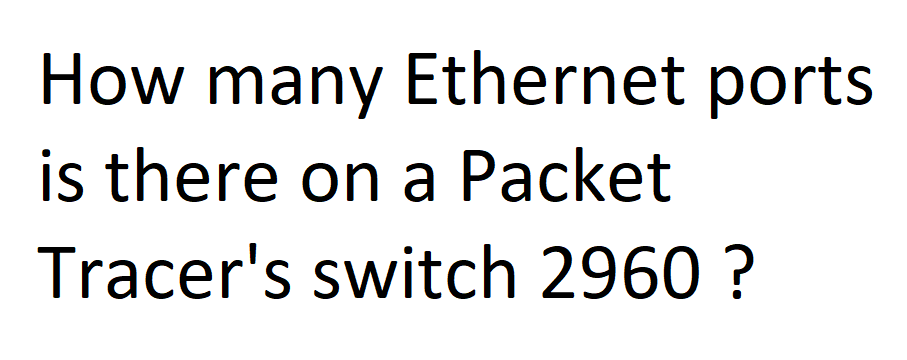 How many Ethernet ports
is there on a Packet
Tracer's switch 2960 ?